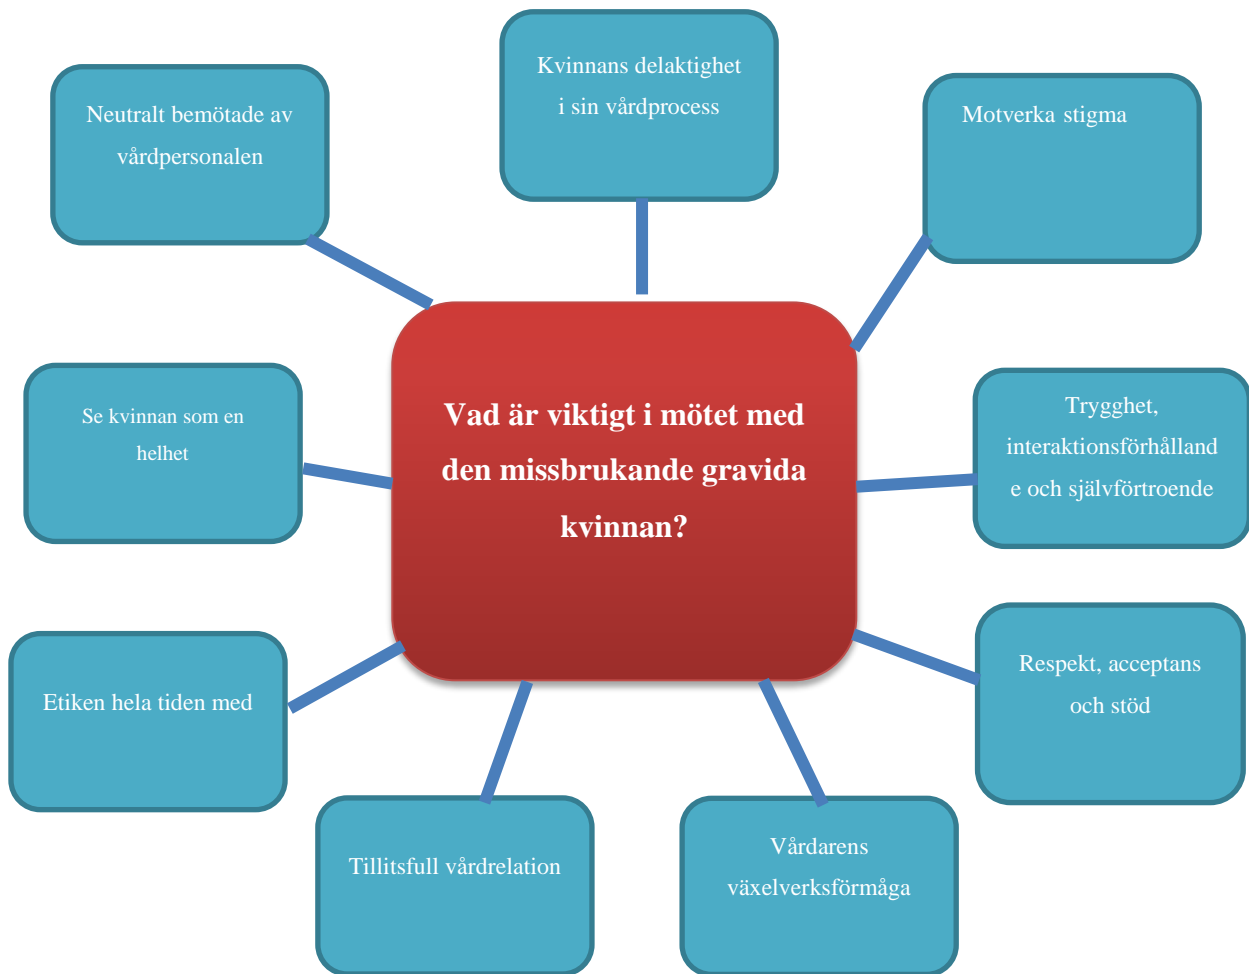 Kvinnans delaktighet
i sin vårdprocess
Neutralt bemötade av
vårdpersonalen
Motverka stigma
Se kvinnan som en
helhet
Vad är viktigt i mötet med
den missbrukande gravida
kvinnan?
Trygghet,
interaktionsförhålland
e och självförtroende
Etiken hela tiden med
Respekt, acceptans
och stöd
Tillitsfull vårdrelation
Vårdarens
växelverksförmåga